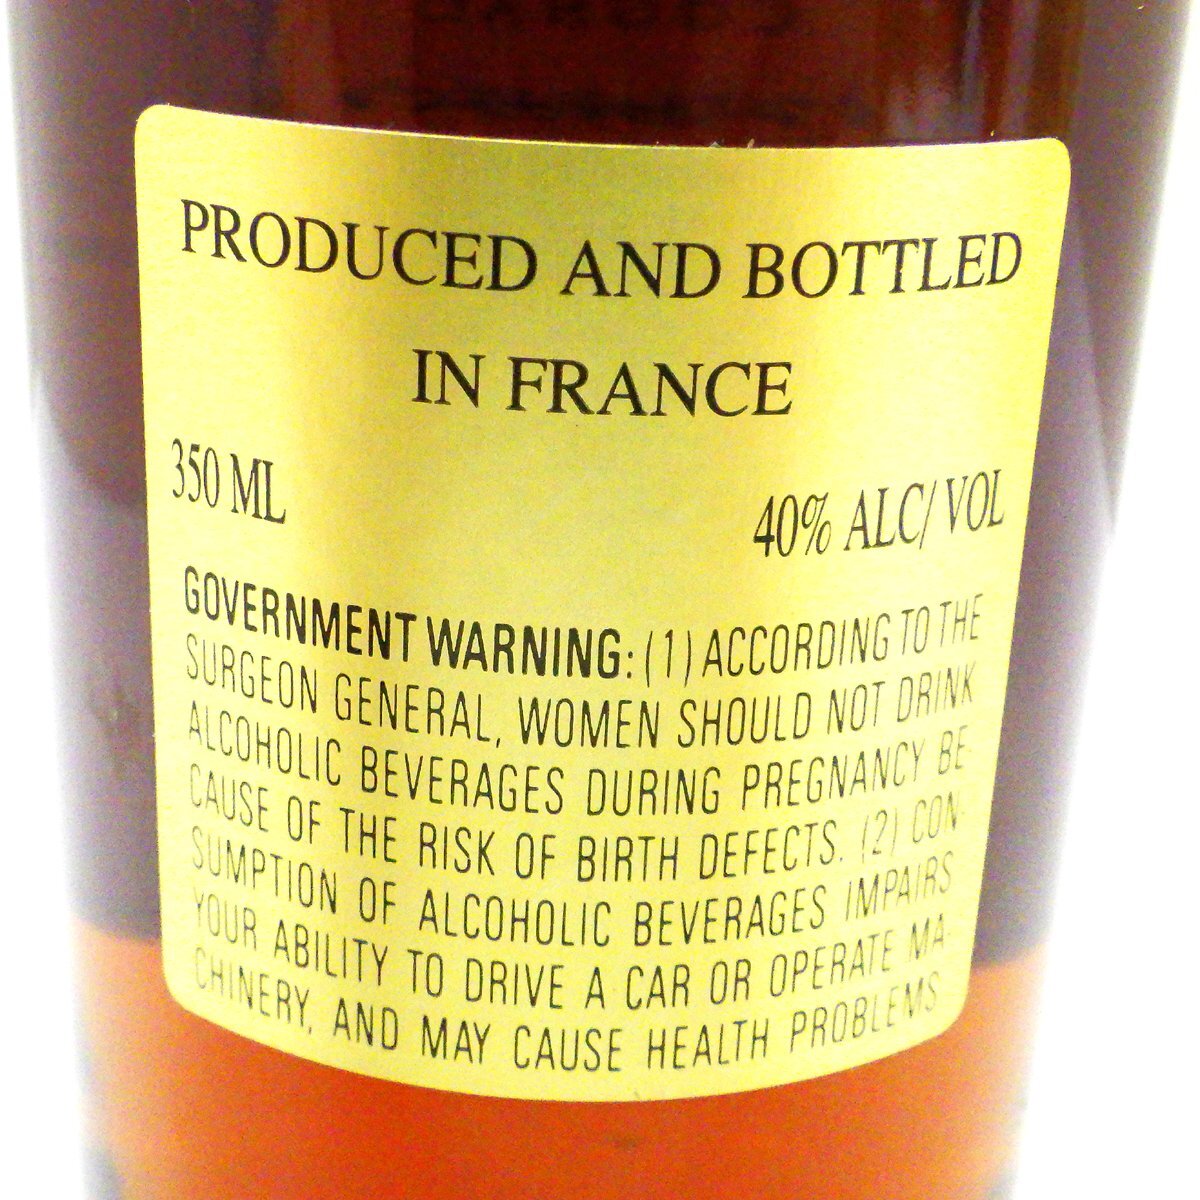 PRODUCED AND BOTTLED
IN FRANCE
350 ML 40% ALC/VOL
GOVERNMENT WARNING: (1) ACCORDING TO THE
SURGEON GENERAL, WOMEN SHOULD NOT DRINK
ALCOHOLIC BEVERAGES DURING PREGNANCY BE-
CAUSE OF THE RISK OF BIRTH DEFECTS. (2) CON-
SUMPTION OF ALCOHOLIC BEVERAGES IMPAIRS
YOUR ABILITY TO DRIVE A CAR OR OPERATE MA-
CHINERY, AND MAY CAUSE HEALTH PROBLEMS